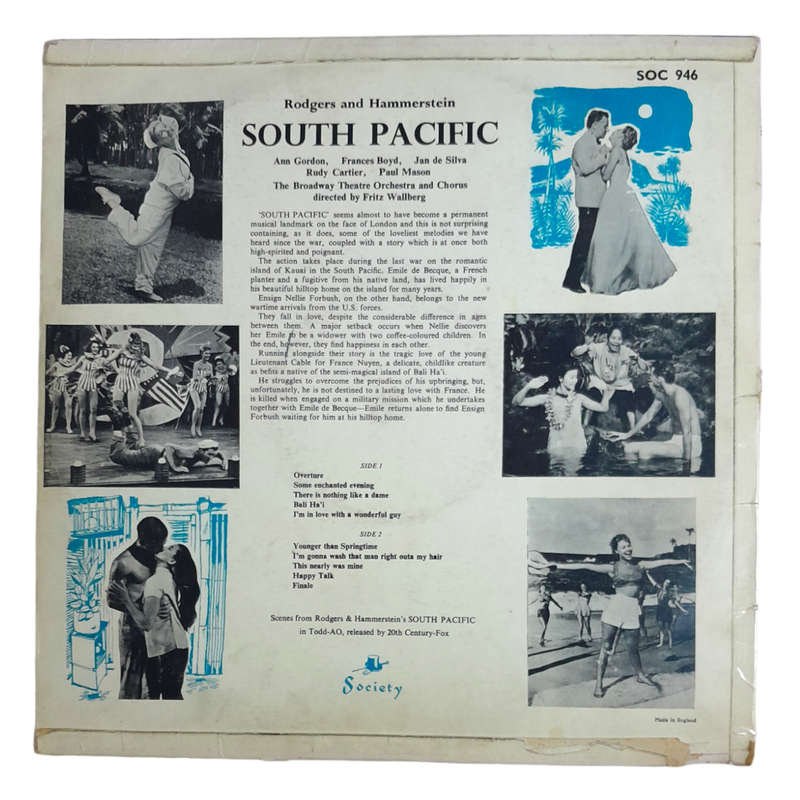 SOC 946
Rodgers and Hammerstein
SOUTH PACIFIC
Ann Gordon, Frances Boyd, Jan de Silva
Rudy Cartier, Paul Mason
The Broadway Theatre Orchestra and Chorus
directed by Fritz Wallberg
'SOUTH PACIFIC' seems almost to have become a permanent
musical landmark on the face of London and this is not surprising
containing, as it does, some of the loveliest melodies we have
heard since the war, coupled with a story which is at once both
high-spirited and poignant.
The action takes place during the last war on the romantic
island of Kauai in the South Pacific. Emile de Becque, a French
planter and a fugitive from his native land, has lived happily in
his beautiful hilltop home on the island for many years.
Ensign Nellie Forbush, on the other hand, belongs to the new
wartime arrivals from the U.S. forces.
They fall in love, despite the considerable difference in ages
between them. A major setback occurs when Nellie discovers
her Emile to be a widower with two coffee-coloured children. In
the end, however, they find happiness in each other.
Running alongside their story is the tragic love of the young
Lieutenant Cable for France Nuyen, a delicate, childlike creature
as befits a native of the semi-magical island of Bali Ha'i.
He struggles to overcome the prejudices of his upbringing, but,
unfortunately, he is not destined to a lasting love with France. He
is killed when engaged on a military mission which he undertakes
together with Emile de Becque—Emile returns alone to find Ensign
Forbush waiting for him at his hilltop home.
SIDE 1
Overture
Some enchanted evening
There is nothing like a dame
Bali Ha'i
I'm in love with a wonderful guy
SIDE 2
Younger than Springtime
I'm gonna wash that man right outa my hair
This nearly was mine
Happy Talk
Finale
Scenes from Rodgers & Hammerstein's SOUTH PACIFIC
in Todd-AO, released by 20th Century-Fox
Society
Made in England